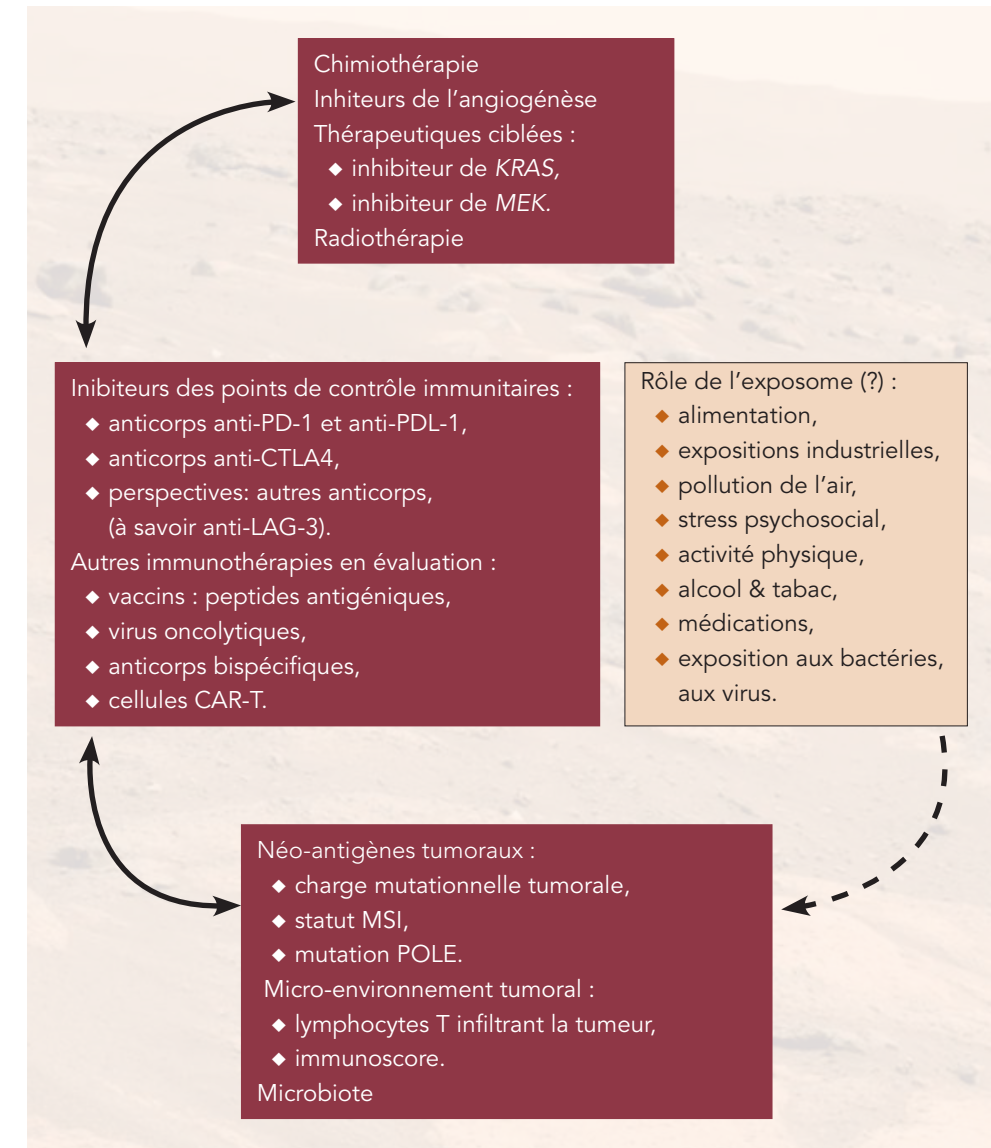 Chimiothérapie
Inhiteurs de l’angiogénèse
Thérapeutiques ciblées :
◆ inhibiteur de KRAS,
◆ inhibiteur de MEK.
Radiothérapie
Inibiteurs des points de contrôle immunitaires :
◆ anticorps anti-PD-1 et anti-PDL-1,
◆ anticorps anti-CTLA4,
◆ perspectives: autres anticorps,
(à savoir anti-LAG-3).
Autres immunothérapies en évaluation :
◆ vaccins : peptides antigéniques,
◆ virus oncolytiques,
◆ anticorps bispécifiques,
◆ cellules CAR-T.
Rôle de l’exposome (?) :
◆ alimentation,
◆ expositions industrielles,
◆ pollution de l’air,
◆ stress psychosocial,
◆ activité physique,
◆ alcool & tabac,
◆ médications,
◆ exposition aux bactéries,
aux virus.
Néo-antigènes tumoraux :
◆ charge mutationnelle tumorale,
◆ statut MSI,
◆ mutation POLE.
Micro-environnement tumoral :
◆ lymphocytes T infiltrant la tumeur,
◆ immunoscore.
Microbiote